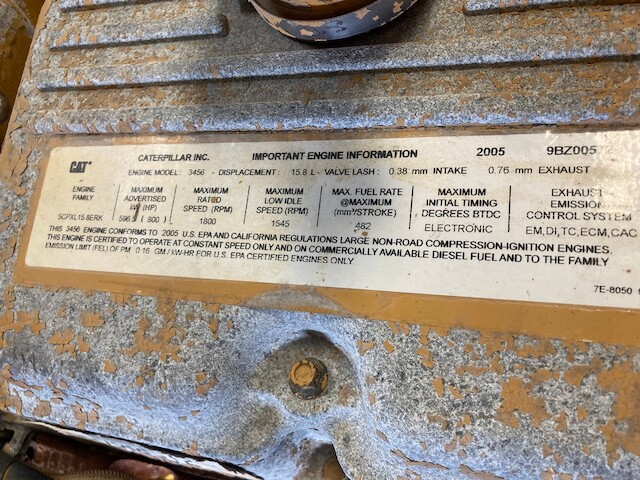 CAT CATERPILLAR INC. IMPORTANT ENGINE INFORMATION 2005 9BZ005
ENGINE MODEL: 3456 - DISPLACEMENT: 15.8 L - VALVE LASH: 0.38 mm INTAKE 0.76 mm EXHAUST
ENGINE FAMILY
5CPXL15.8ERK
MAXIMUM ADVERTISED kW (HP)
596.5 ( 800 )
MAXIMUM RATED SPEED (RPM)
1800
MAXIMUM LOW IDLE SPEED (RPM)
1545
MAX. FUEL RATE @MAXIMUM (mm³/STROKE)
482
MAXIMUM INITIAL TIMING DEGREES BTDC
ELECTRONIC
EXHAUST EMISSION CONTROL SYSTEM
EM,DI,TC,ECM,CAC
THIS 3456 ENGINE CONFORMS TO 2005 U.S. EPA AND CALIFORNIA REGULATIONS LARGE NON-ROAD COMPRESSION-IGNITION ENGINES.
THIS ENGINE IS CERTIFIED TO OPERATE AT CONSTANT SPEED ONLY AND ON COMMERCIALLY AVAILABLE DIESEL FUEL AND TO THE FAMILY
EMISSION LIMIT (FEL) OF PM 0.16 GM / kW-HR FOR U.S. EPA CERTIFIED ENGINES ONLY.
7E-8050